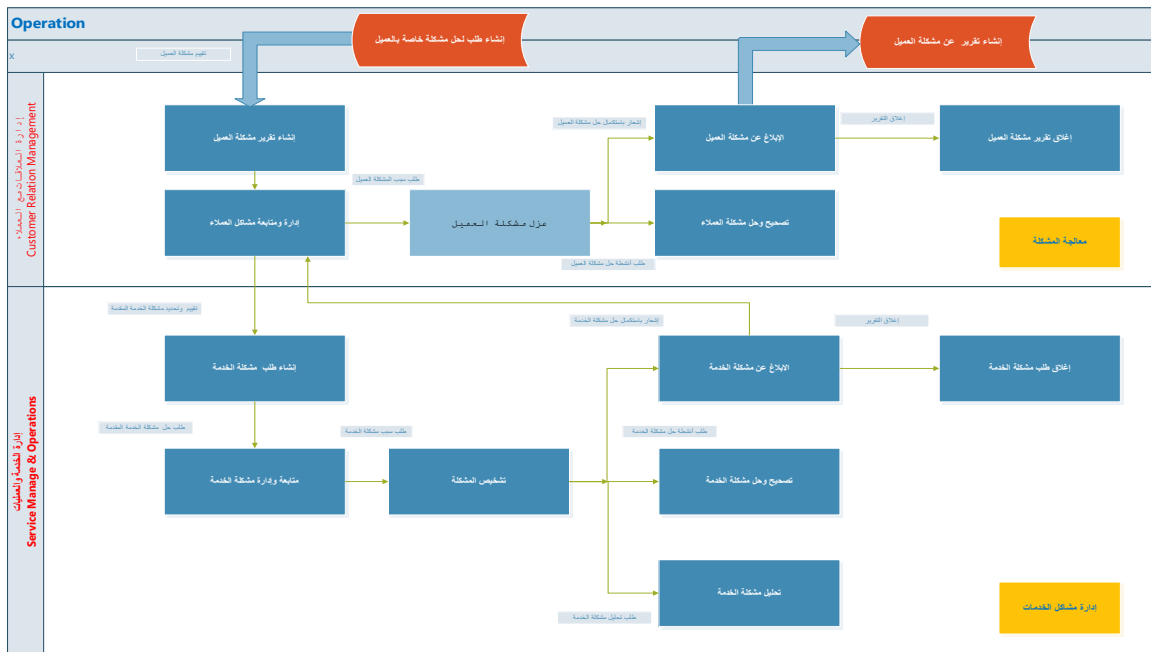 Operation
إنشاء طلب لحل مشكلة خاصة بالعميل
إنشاء تقرير عن مشكلة العميل
x
تقييم مشكلة العميل
إدارة العلاقات مع العملاء
Customer Relation Management
إنشاء تقرير مشكلة العميل
إشعار باستكمال حل مشكلة العميل
الإبلاغ عن مشكلة العميل
إغلاق التقرير
إغلاق تقرير مشكلة العميل
طلب سبب المشكلة العميل
إدارة ومتابعة مشاكل العملاء
عزل مشكلة العميل
تصحيح وحل مشكلة العملاء
طلب أنشطة حل مشكلة العميل
معالجة المشكلة
إدارة الخدمة والعمليات
Service Manage & Operations
تقييم وتحديد مشكلة الخدمة المقدمة
إشعار باستكمال حل مشكلة الخدمة
إغلاق التقرير
إنشاء طلب مشكلة الخدمة
الابلاغ عن مشكلة الخدمة
إغلاق طلب مشكلة الخدمة
طلب حل مشكلة الخدمة المقدمة
طلب سبب مشكلة الخدمة
طلب أنشطة حل مشكلة الخدمة
متابعة وإدارة مشكلة الخدمة
تشخيص المشكلة
تصحيح وحل مشكلة الخدمة
تحليل مشكلة الخدمة
طلب تحليل مشكلة الخدمة
إدارة مشاكل الخدمات